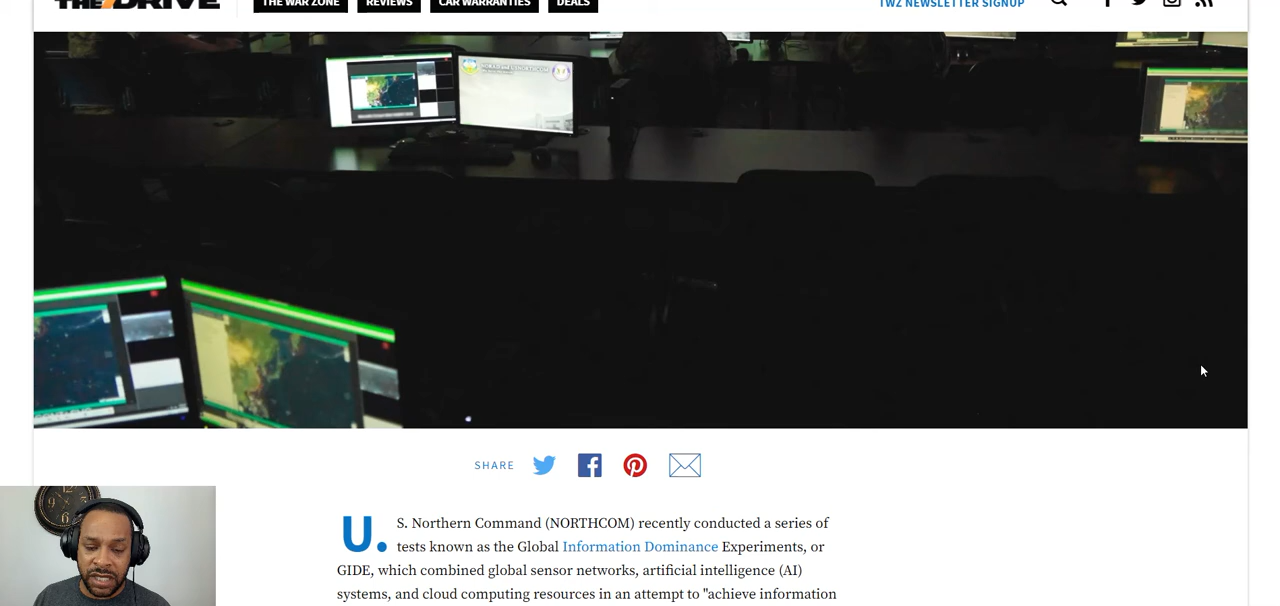 THE DRIVE
THE WAR ZONE
REVIEWS
CAR WARRANTIES
DEALS
TWZ NEWSLETTER SIGNUP
SHARE
U.S. Northern Command (NORTHCOM) recently conducted a series of
tests known as the Global Information Dominance Experiments, or
GIDE, which combined global sensor networks, artificial intelligence (AI)
systems, and cloud computing resources in an attempt to "achieve information